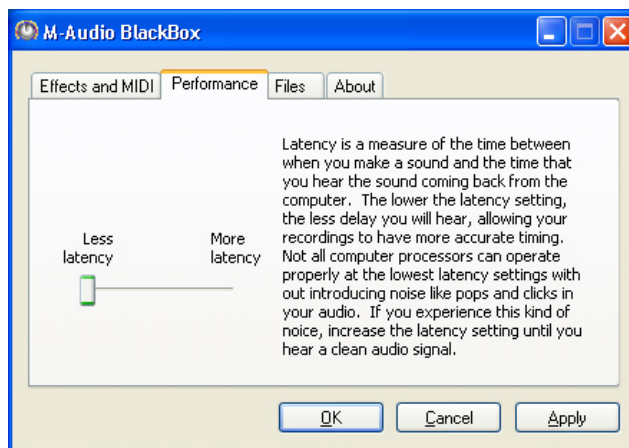 M-Audio BlackBox
Effects and MIDI Performance Files About
Latency is a measure of the time between
when you make a sound and the time that
you hear the sound coming back from the
computer. The lower the latency setting,
the less delay you will hear, allowing your
recordings to have more accurate timing.
Not all computer processors can operate
properly at the lowest latency settings with
out introducing noise like pops and clicks in
your audio. If you experience this kind of
noice, increase the latency setting until you
hear a clean audio signal.
Less
latency
More
latency
OK Cancel Apply